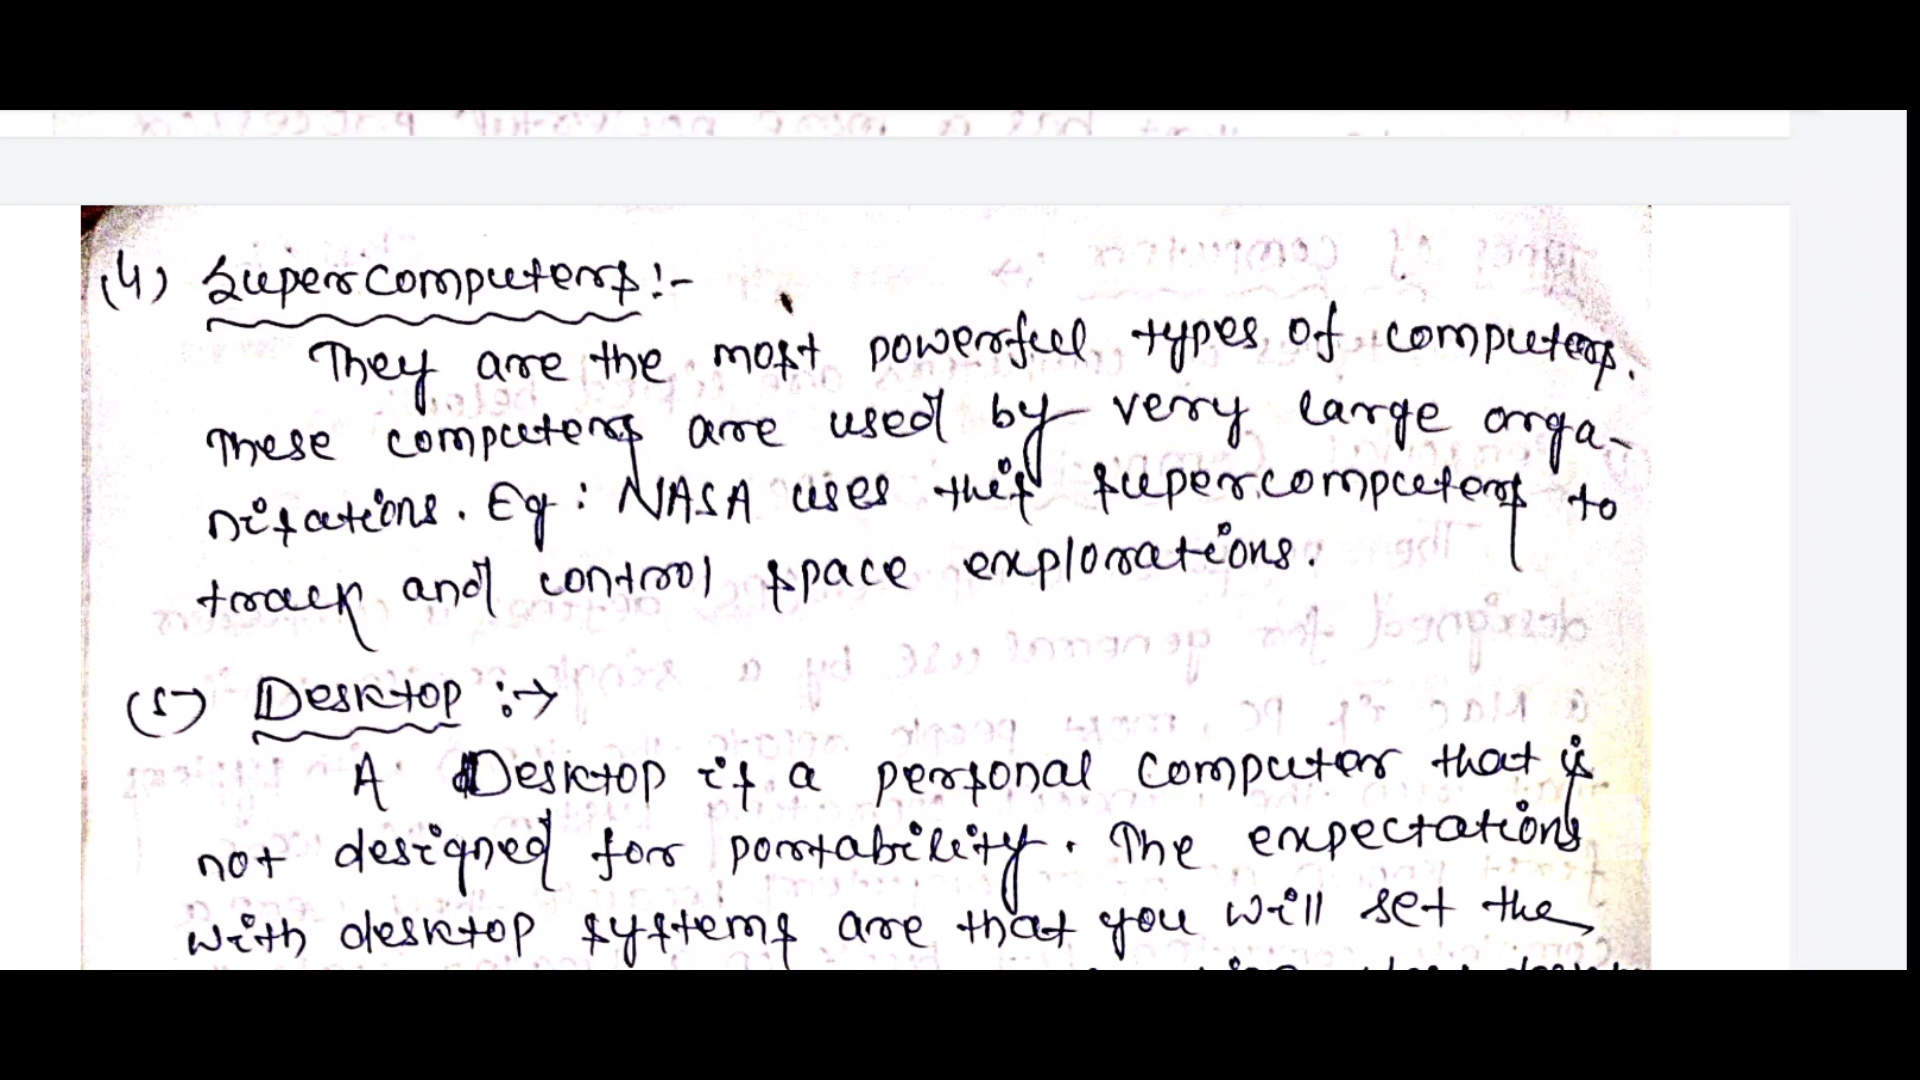 (4) Supercomputers :-
They are the most powerful types of computers.
These computers are used by very large orga-
nisations. Eg : NASA uses this supercomputers to
track and control space explorations.
(5) Desktop :→
A Desktop is a personal computer that is
not designed for portability. The expectations
with desktop systems are that you will set the